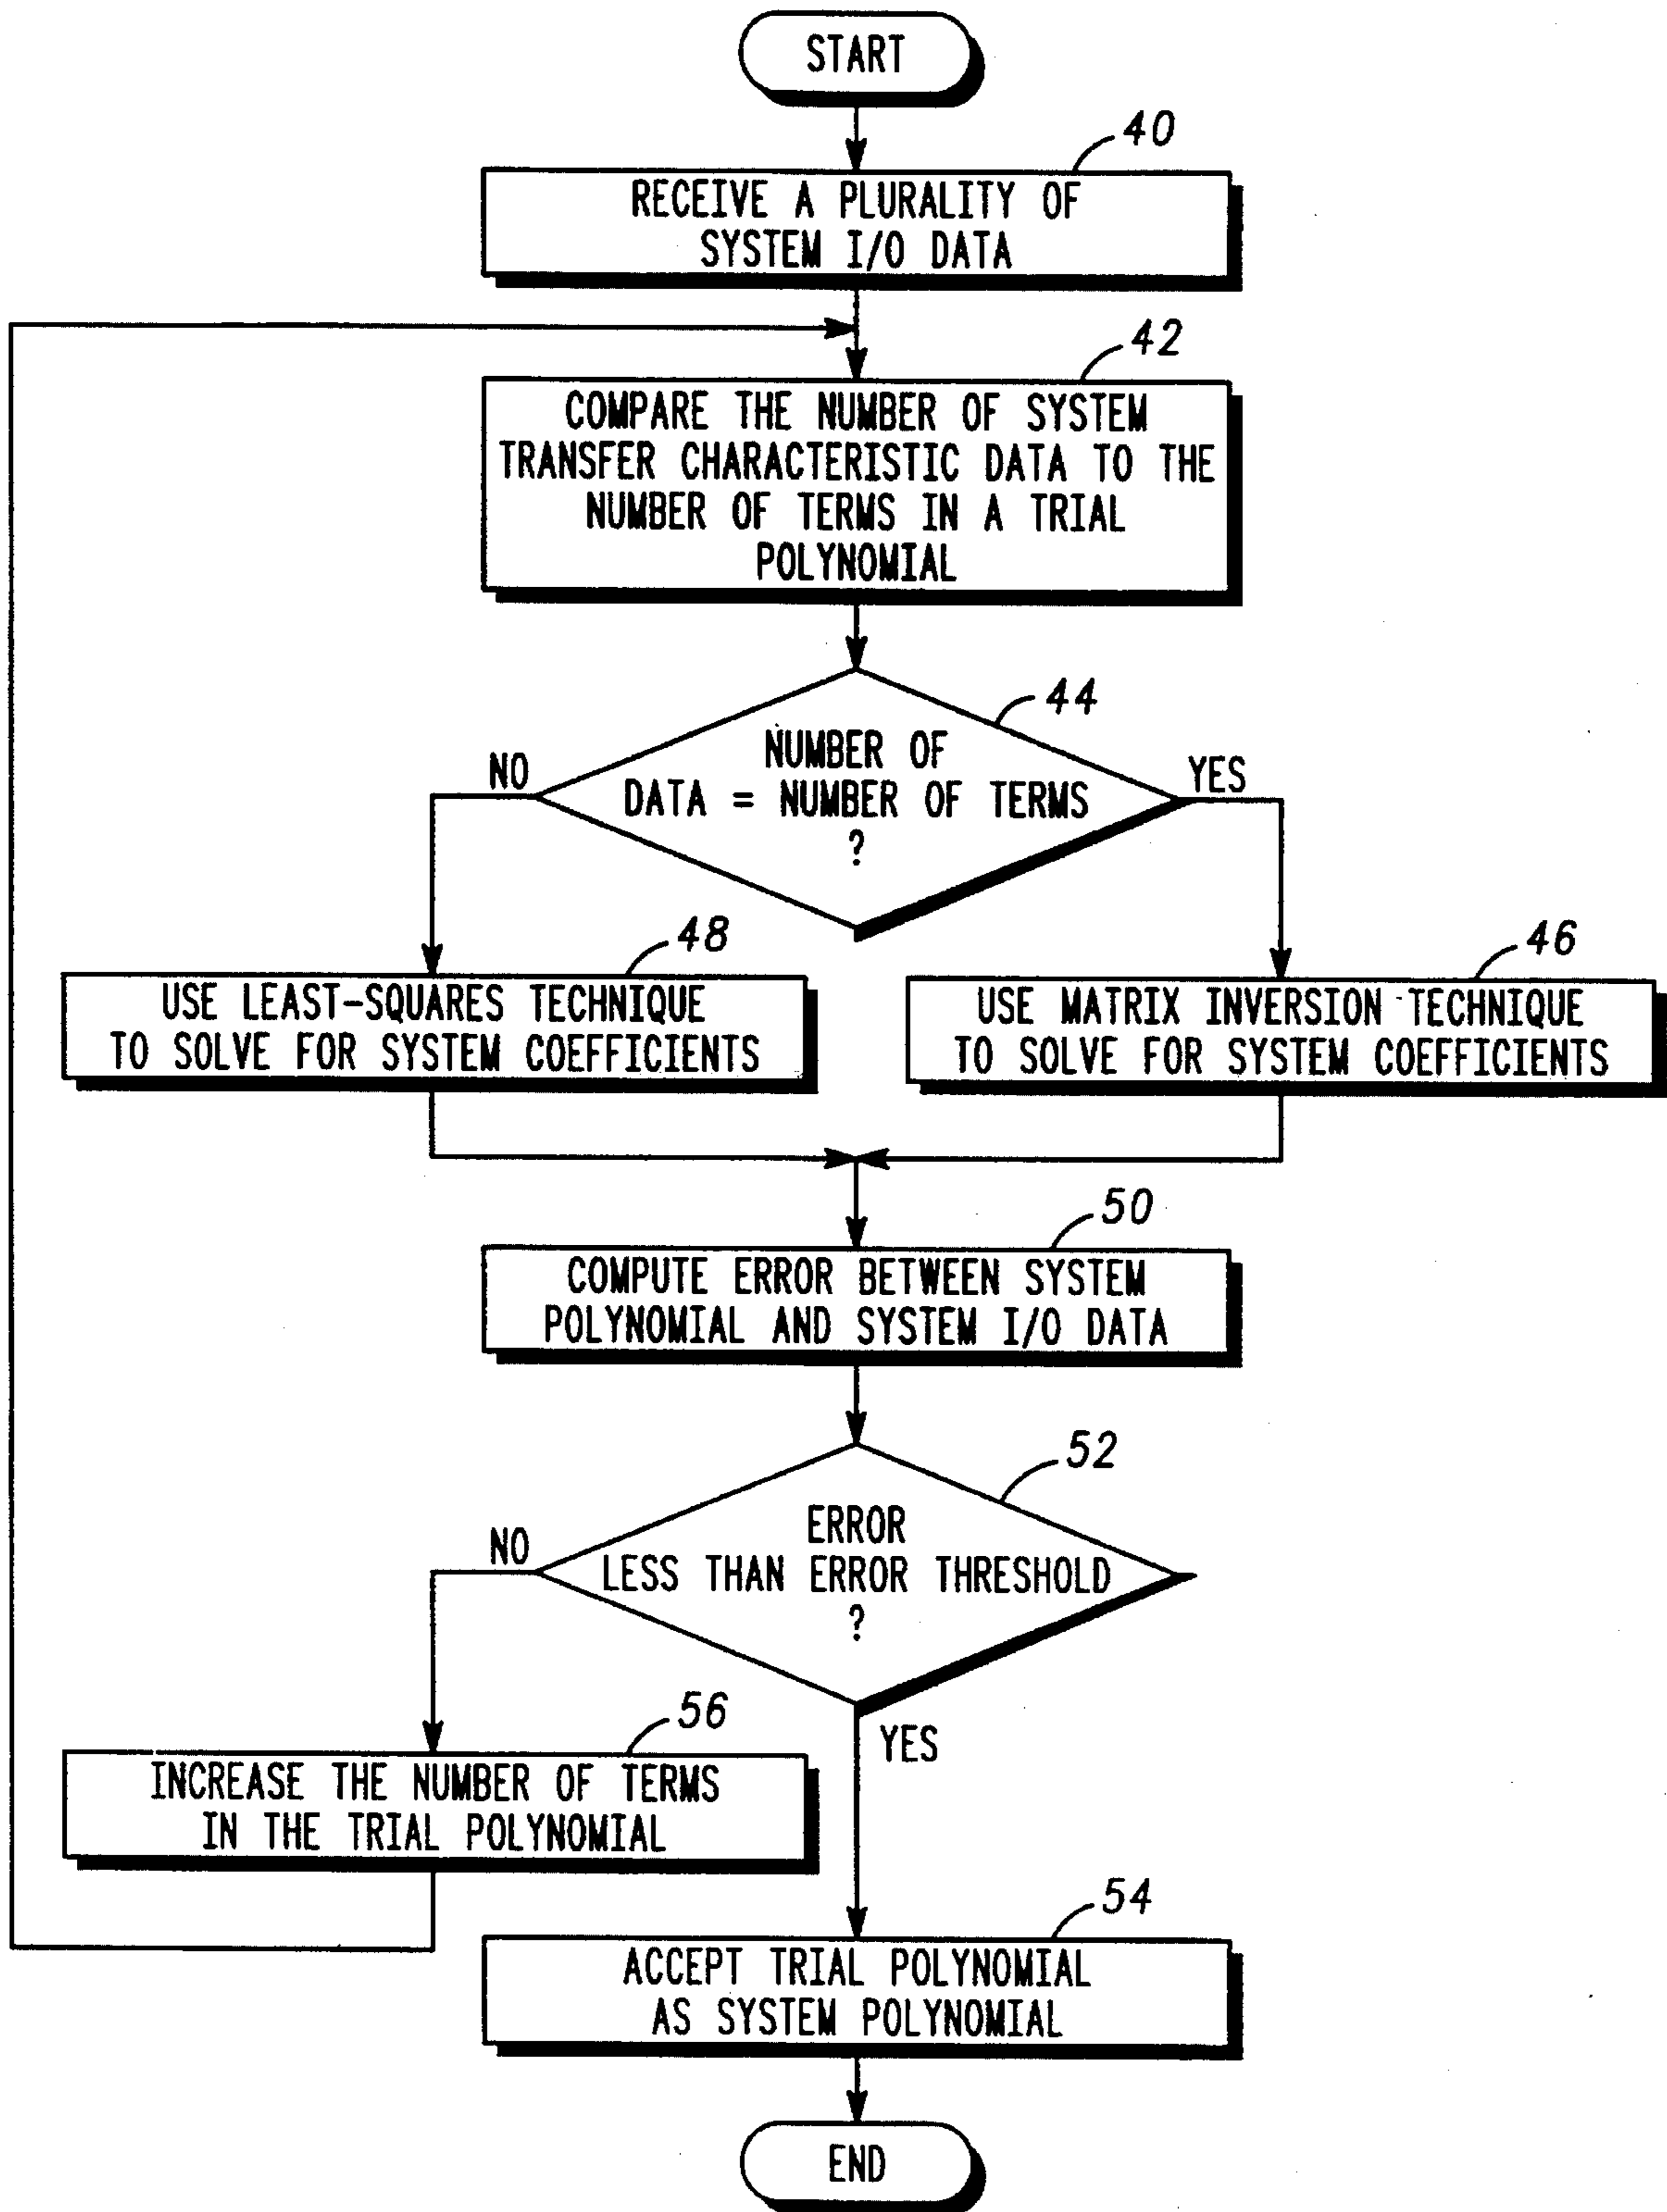 START
40
RECEIVE A PLURALITY OF
SYSTEM I/O DATA
42
COMPARE THE NUMBER OF SYSTEM
TRANSFER CHARACTERISTIC DATA TO THE
NUMBER OF TERMS IN A TRIAL
POLYNOMIAL
44
NUMBER OF
DATA = NUMBER OF TERMS
?
NO
YES
48
USE LEAST-SQUARES TECHNIQUE
TO SOLVE FOR SYSTEM COEFFICIENTS
46
USE MATRIX INVERSION TECHNIQUE
TO SOLVE FOR SYSTEM COEFFICIENTS
50
COMPUTE ERROR BETWEEN SYSTEM
POLYNOMIAL AND SYSTEM I/O DATA
52
ERROR
LESS THAN ERROR THRESHOLD
?
NO
YES
56
INCREASE THE NUMBER OF TERMS
IN THE TRIAL POLYNOMIAL
54
ACCEPT TRIAL POLYNOMIAL
AS SYSTEM POLYNOMIAL
END